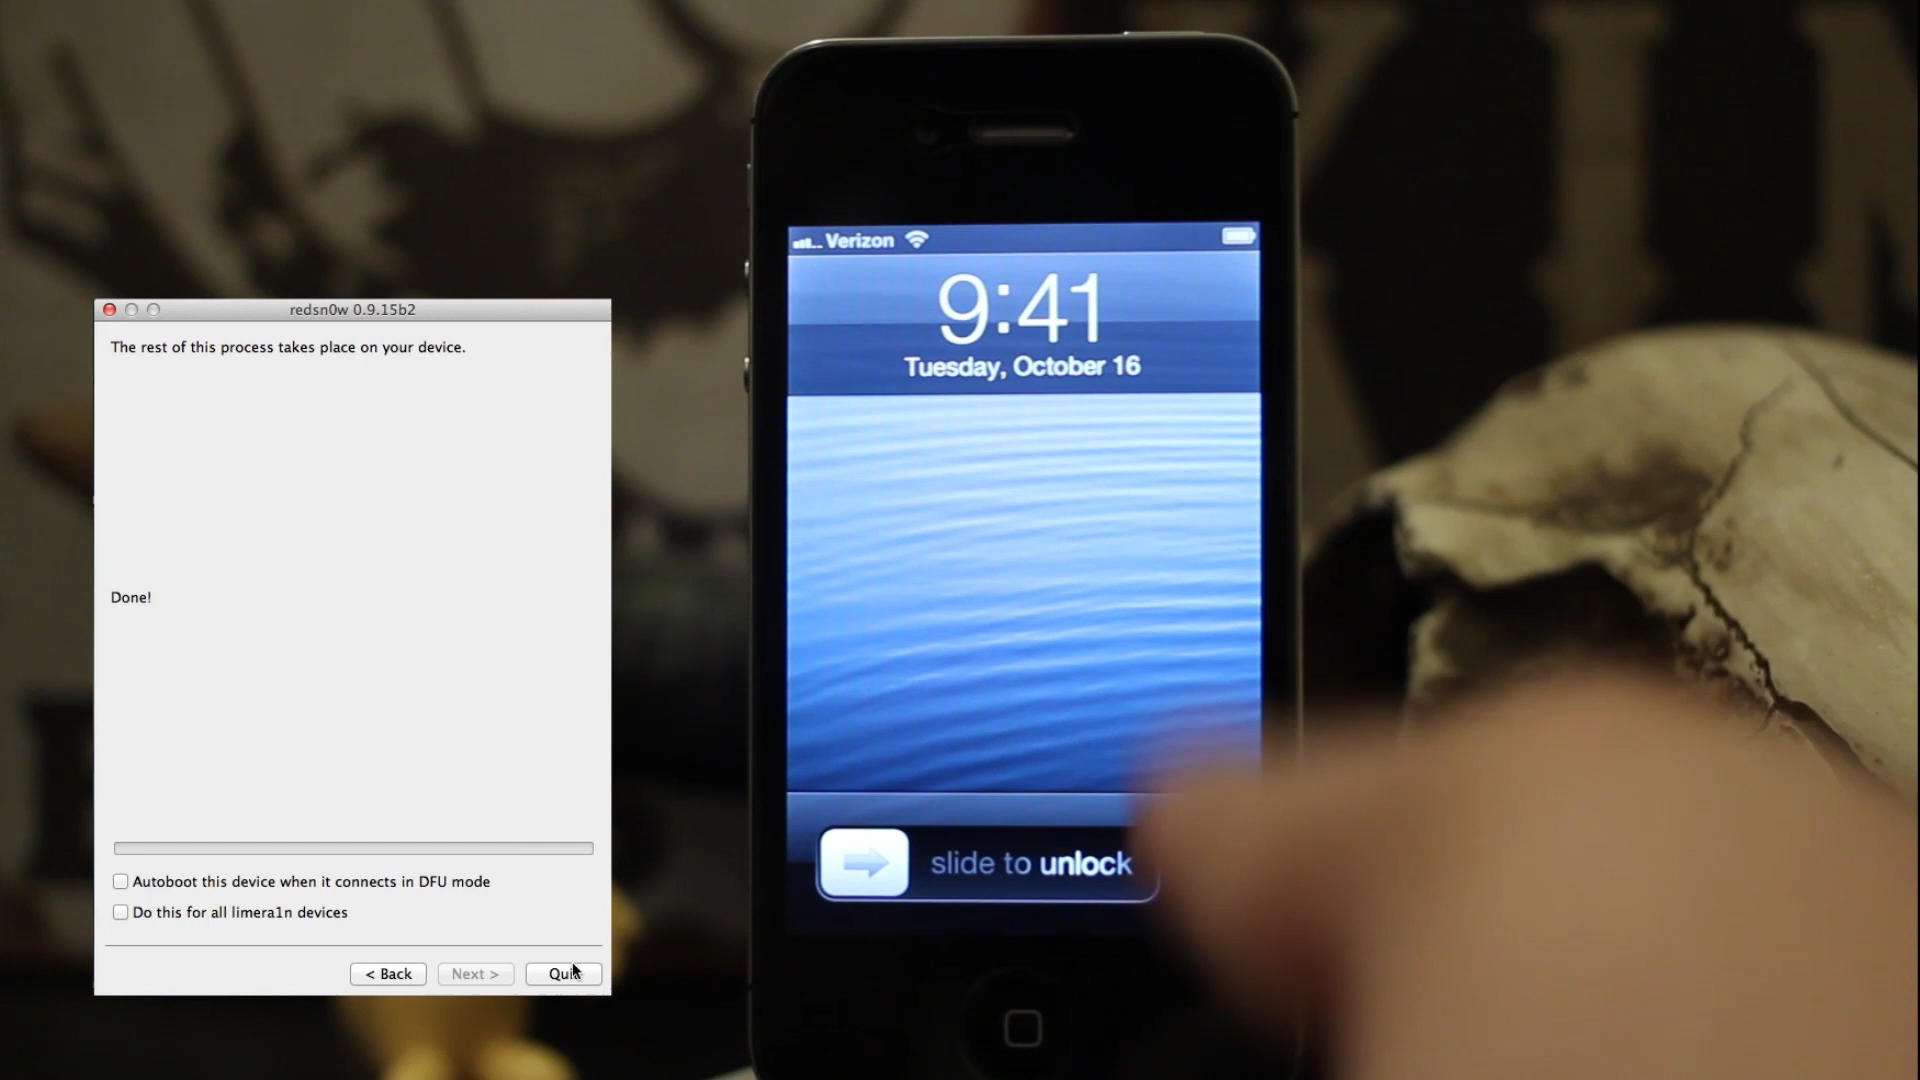 redsn0w 0.9.15b2
The rest of this process takes place on your device.
Done!
Autoboot this device when it connects in DFU mode
Do this for all limera1n devices
< Back
Next >
Verizon
9:41
Tuesday, October 16
slide to unlock